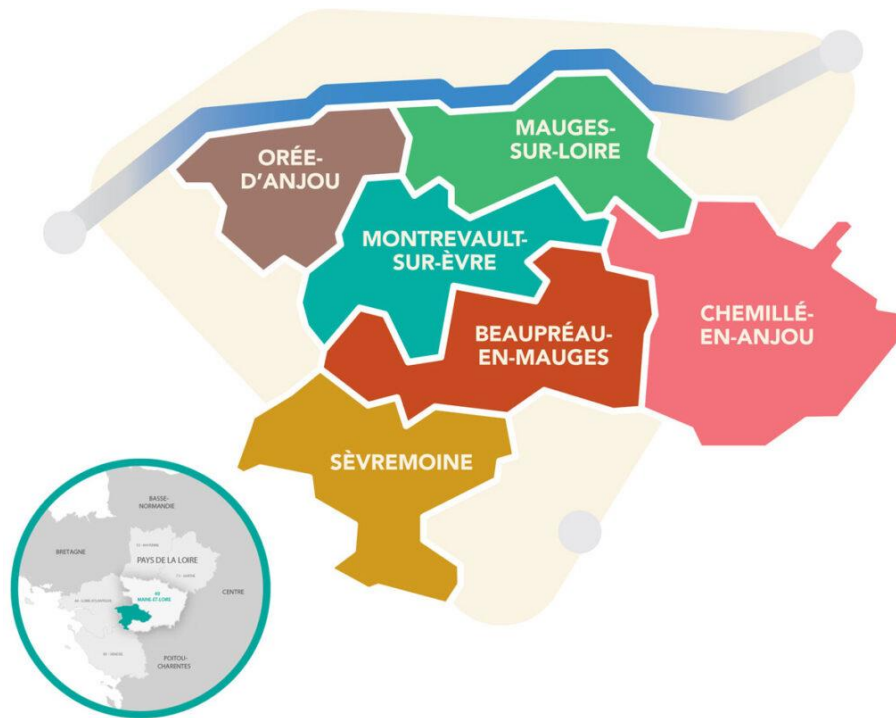 MAUGES-
SUR-LOIRE
ORÉE-
D'ANJOU
MONTREVAULT-
SUR-ÈVRE
CHEMILLÉ-
EN-ANJOU
BEAUPRÉAU-
EN-MAUGES
SÈVREMOINE
BASSE-
NORMANDIE
BRETAGNE
PAYS DE LA LOIRE
CENTRE
MAINE-ET-LOIRE
POITOU-
CHARENTES